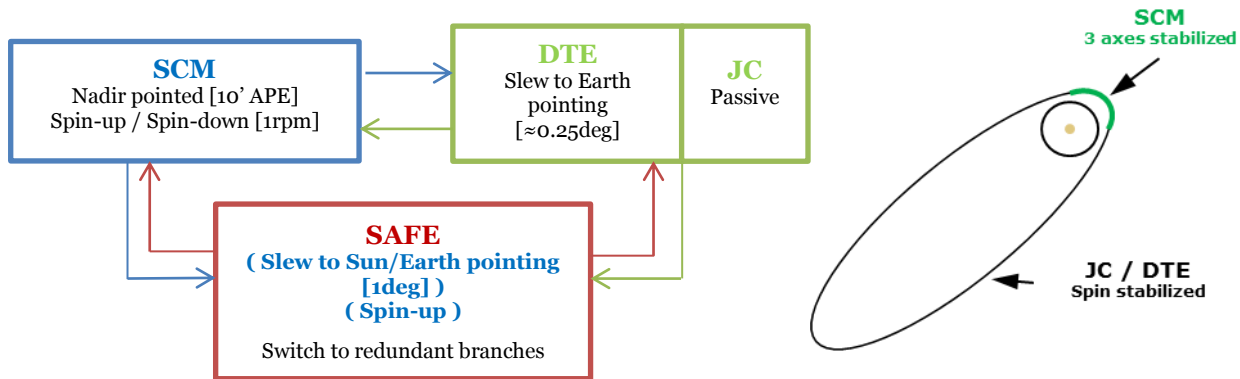 SCM
Nadir pointed [10' APE]
Spin-up / Spin-down [1rpm]
DTE
Slew to Earth
pointing
[≈0.25deg]
JC
Passive
SAFE
( Slew to Sun/Earth pointing
[1deg] )
( Spin-up )
Switch to redundant branches
SCM
3 axes stabilized
JC / DTE
Spin stabilized